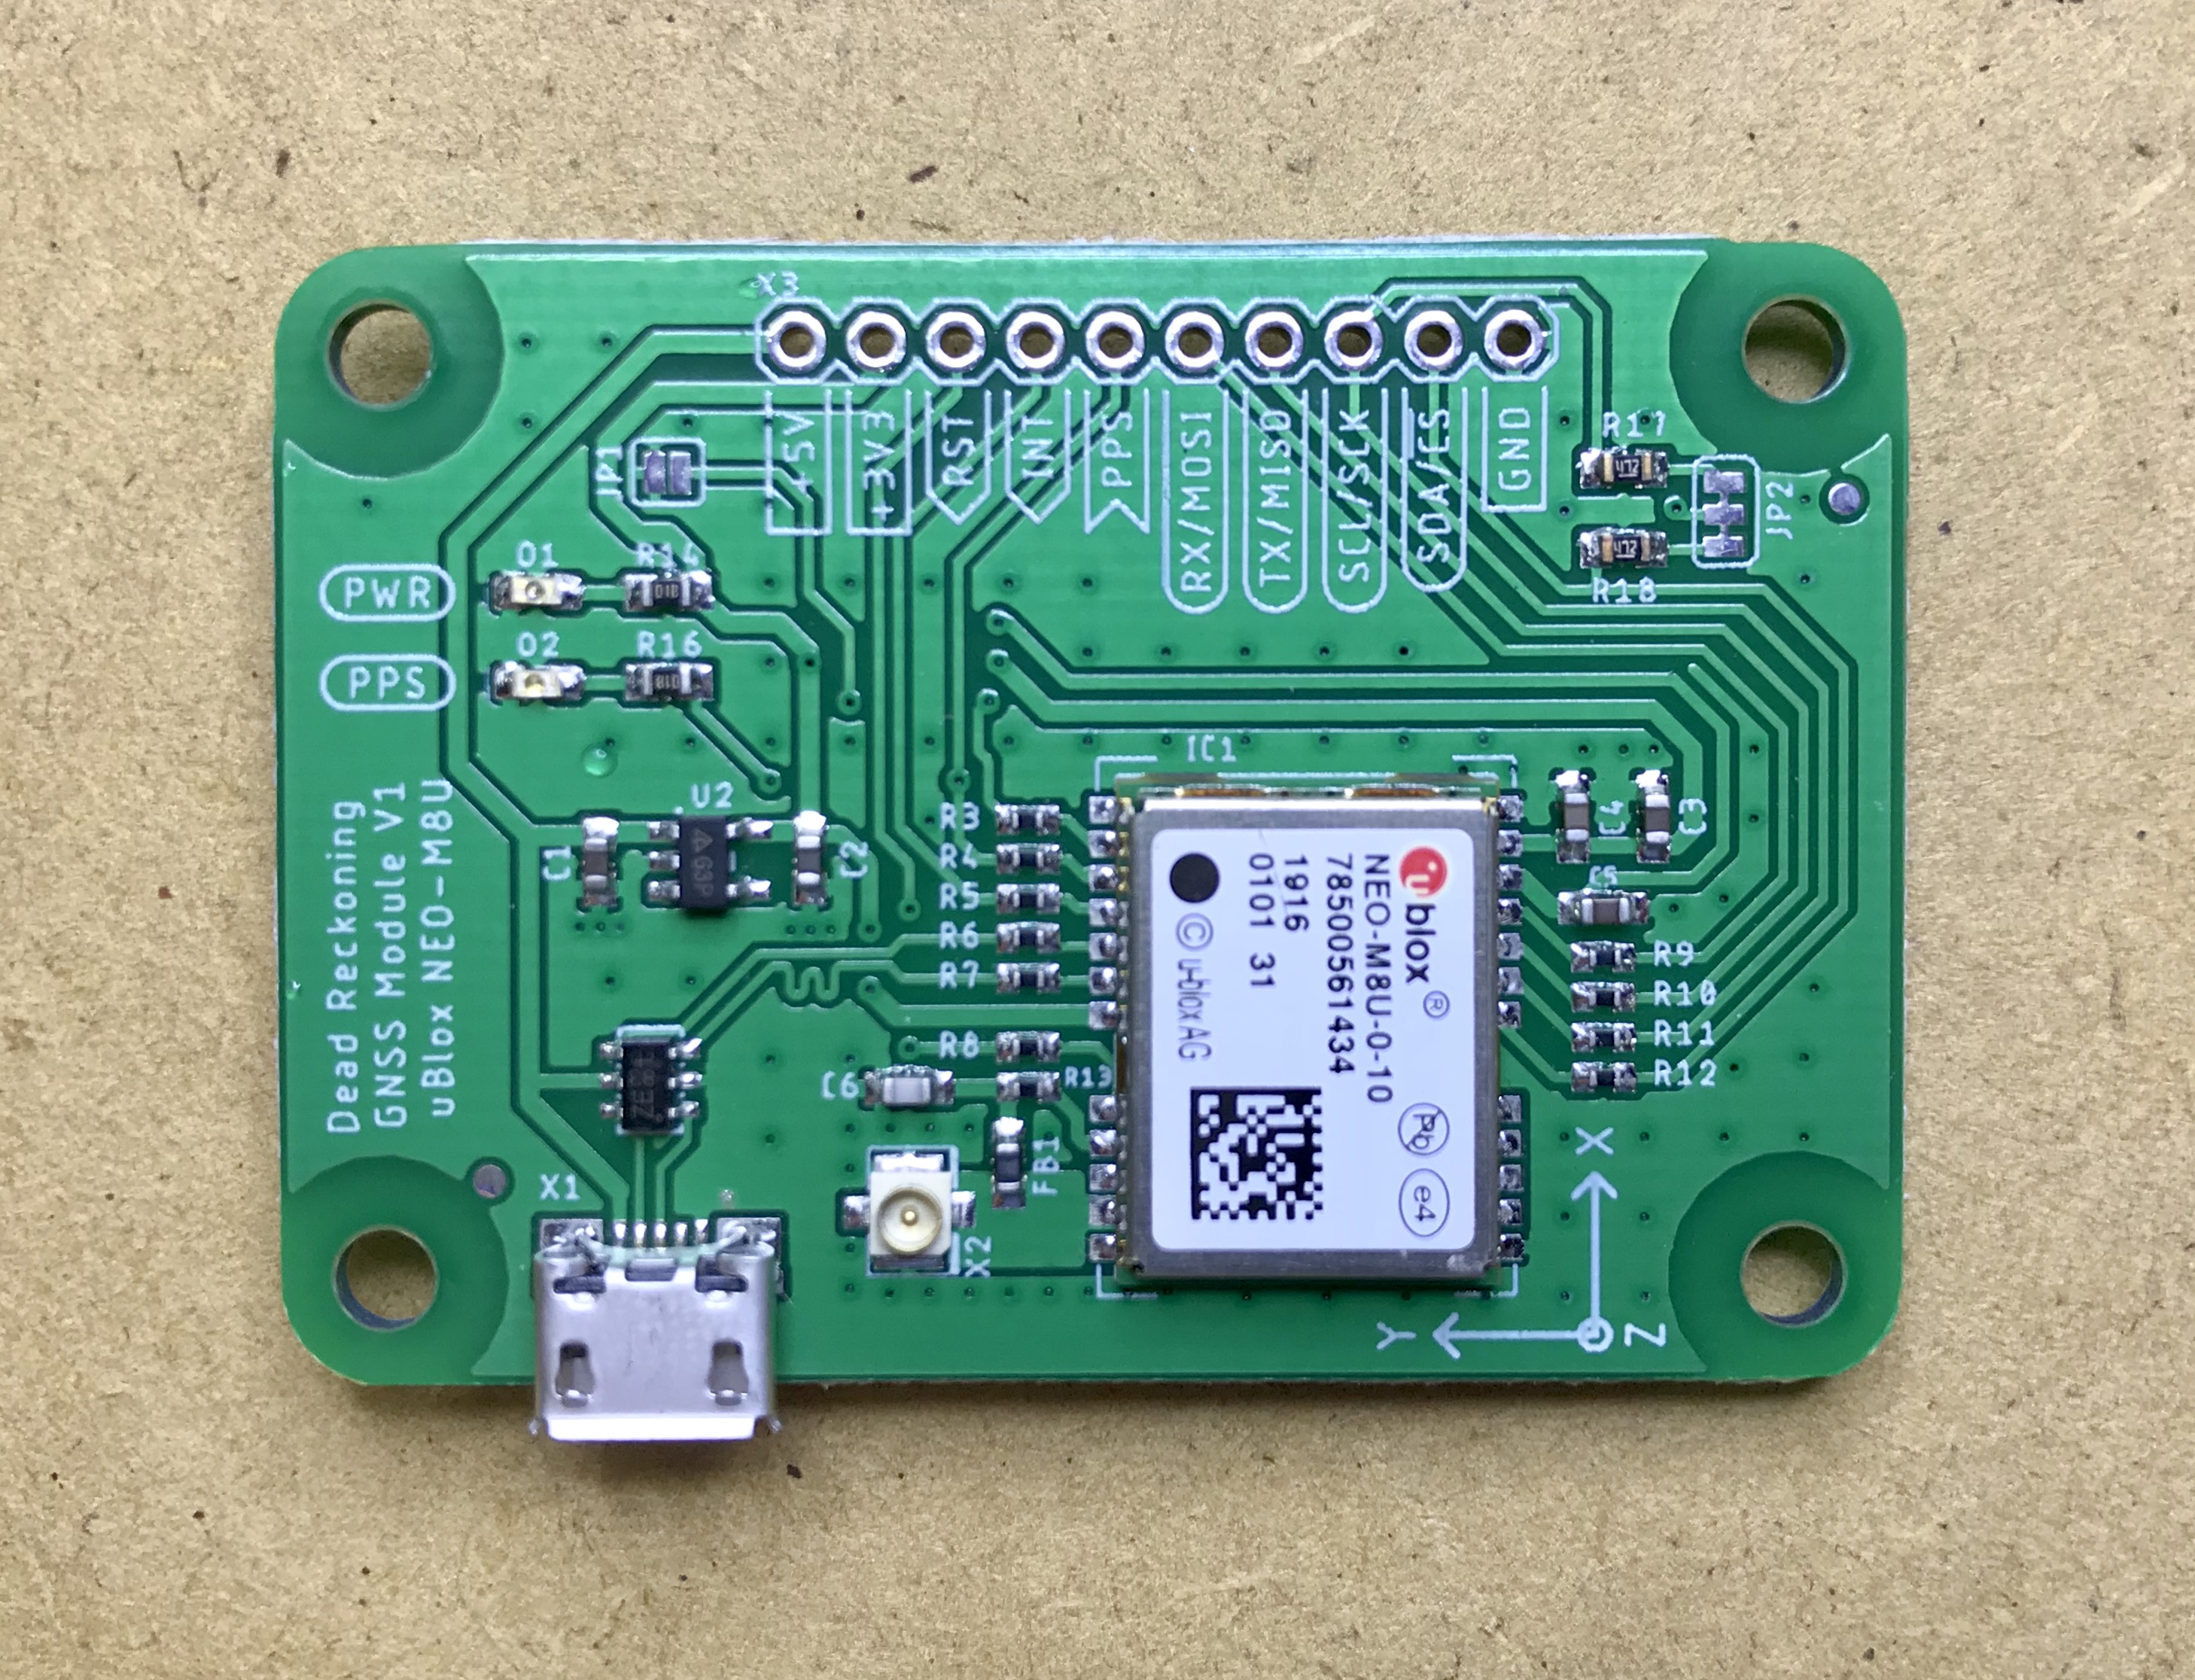 X3
+5V
+3V3
RST
INT
PPS
RX/MOSI
TX/MISO
SCL/SCK
SDA/CS
GND
JP1
R17
R18
JP2
PWR
O1
R14
PPS
O2
R16
Dead Reckoning
GNSS Module V1
uBlox NEO-M8U
U2
C1
C2
63P
IC1
R3
R4
R5
R6
R7
R8
R13
C6
FB1
X1
X2
C4
C3
C5
R9
R10
R11
R12
ublox®
NEO-M8U-0-10
78500561434
1916
0101 31
© u-blox AG
Pb
e4
X
Y
Z